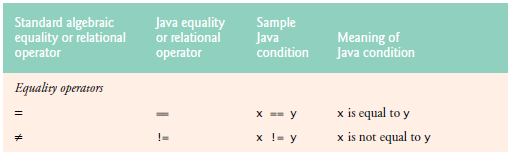 Standard algebraic Java equality Sample
equality or relational or relational Java Meaning of
operator operator condition Java condition
Equality operators
= == x == y x is equal to y
≠ != x != y x is not equal to y